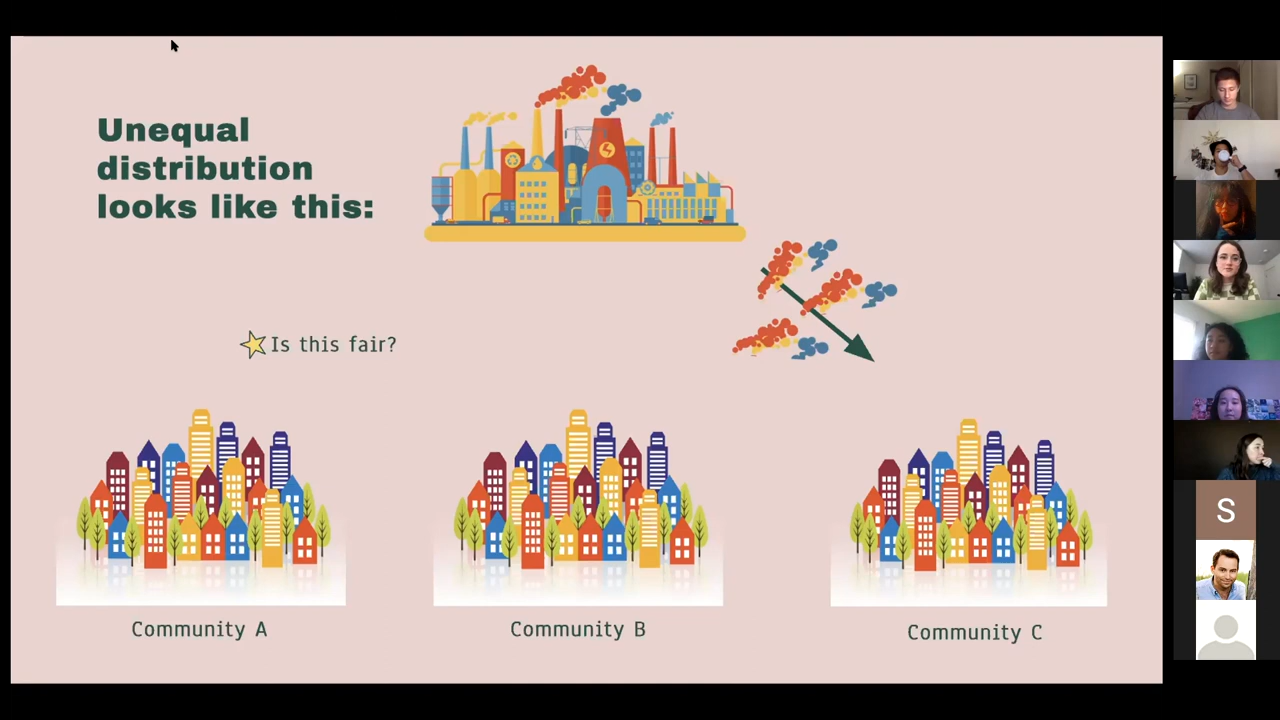 Unequal
distribution
looks like this:
Is this fair?
Community A
Community B
Community C
S